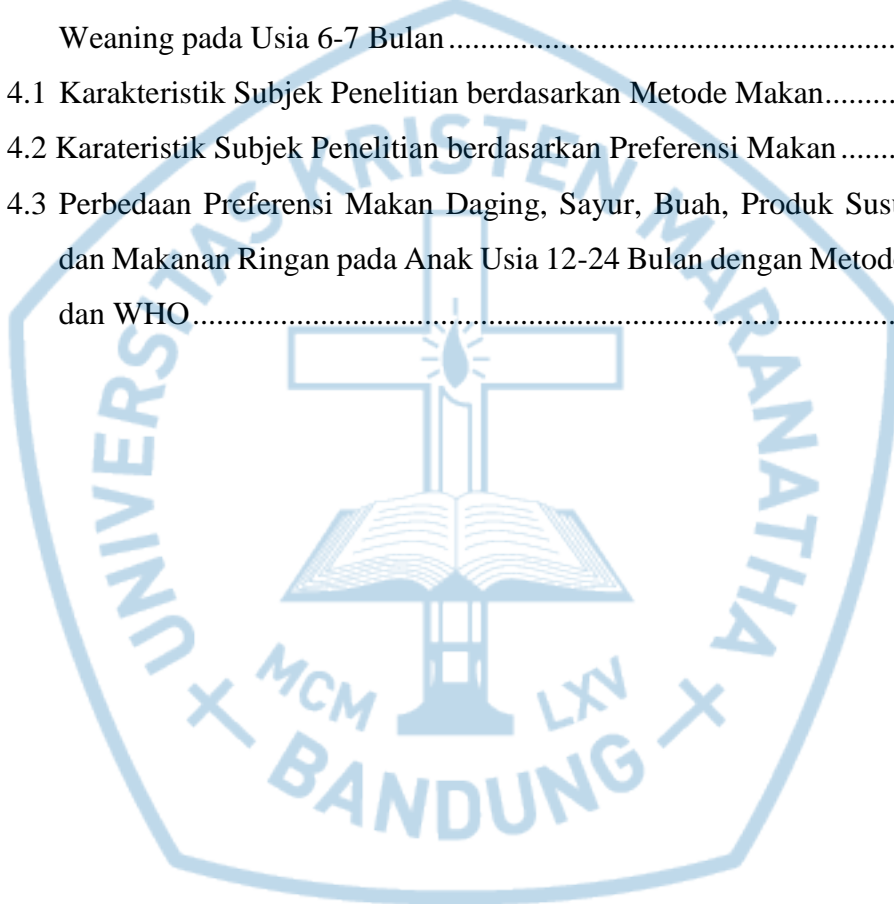 Weaning pada Usia 6-7 Bulan.....................................................
4.1 Karakteristik Subjek Penelitian berdasarkan Metode Makan.........
4.2 Karateristik Subjek Penelitian berdasarkan Preferensi Makan.......
4.3 Perbedaan Preferensi Makan Daging, Sayur, Buah, Produk Susu
dan Makanan Ringan pada Anak Usia 12-24 Bulan dengan Metode
dan WHO.....................................................................................
UNIVERSITAS KRISTEN MARANATHA
MCM LXV
BANDUNG